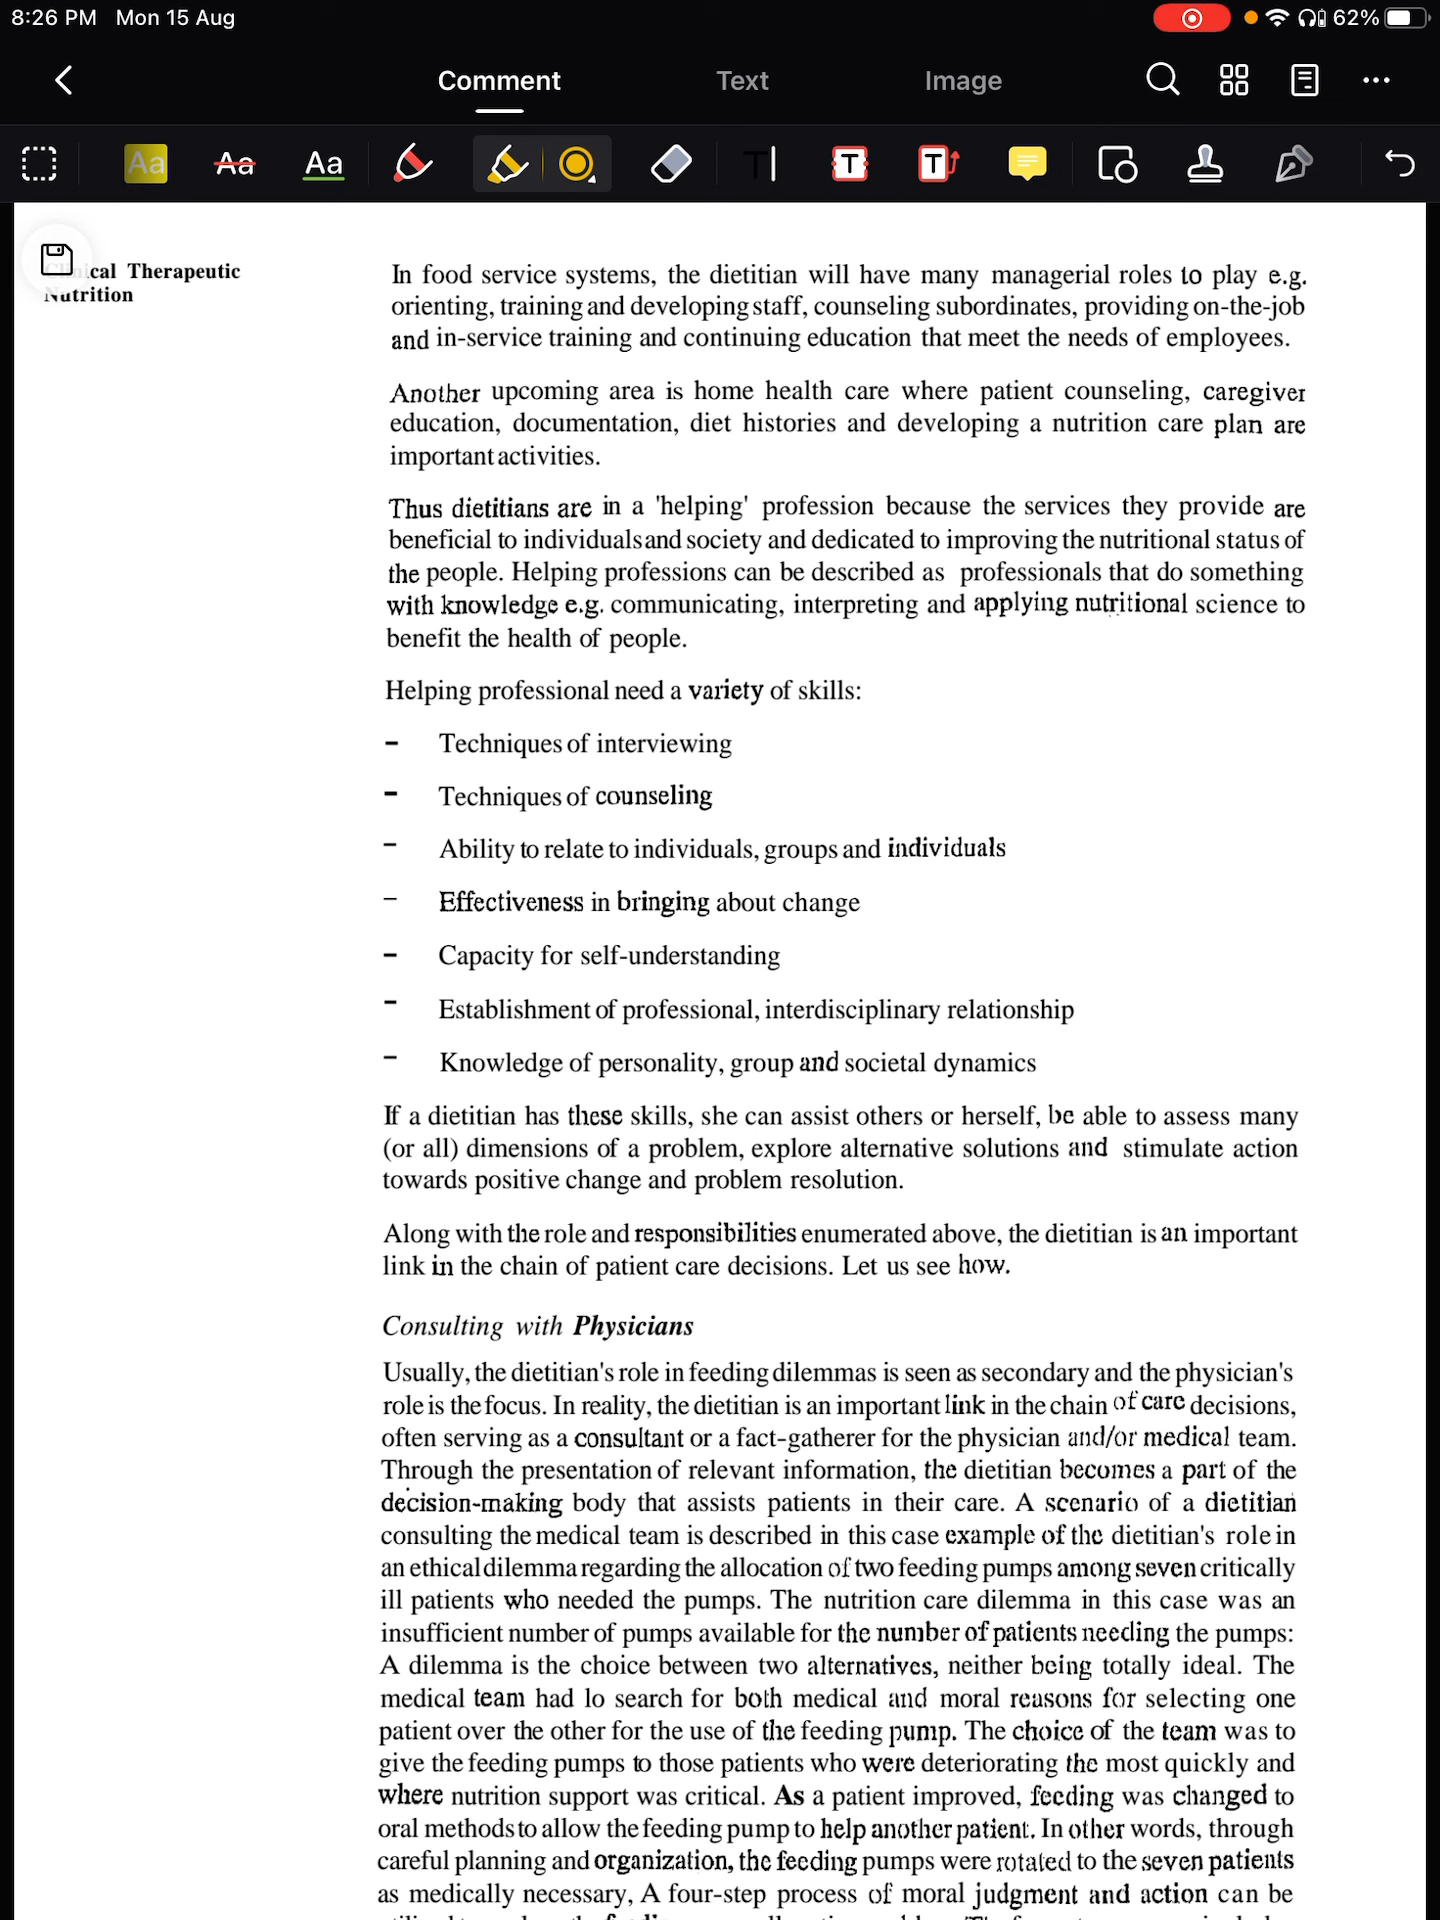 8:26 PM Mon 15 Aug
62%
Comment Text Image
Aa Aa Aa T T T
Clinical Therapeutic
Nutrition
In food service systems, the dietitian will have many managerial roles to play e.g.
orienting, training and developing staff, counseling subordinates, providing on-the-job
and in-service training and continuing education that meet the needs of employees.
Another upcoming area is home health care where patient counseling, caregiver
education, documentation, diet histories and developing a nutrition care plan are
important activities.
Thus dietitians are in a 'helping' profession because the services they provide are
beneficial to individuals and society and dedicated to improving the nutritional status of
the people. Helping professions can be described as professionals that do something
with knowledge e.g. communicating, interpreting and applying nutritional science to
benefit the health of people.
Helping professional need a variety of skills:
- Techniques of interviewing
- Techniques of counseling
- Ability to relate to individuals, groups and individuals
- Effectiveness in bringing about change
- Capacity for self-understanding
- Establishment of professional, interdisciplinary relationship
- Knowledge of personality, group and societal dynamics
If a dietitian has these skills, she can assist others or herself, be able to assess many
(or all) dimensions of a problem, explore alternative solutions and stimulate action
towards positive change and problem resolution.
Along with the role and responsibilities enumerated above, the dietitian is an important
link in the chain of patient care decisions. Let us see how.
Consulting with Physicians
Usually, the dietitian's role in feeding dilemmas is seen as secondary and the physician's
role is the focus. In reality, the dietitian is an important link in the chain of care decisions,
often serving as a consultant or a fact-gatherer for the physician and/or medical team.
Through the presentation of relevant information, the dietitian becomes a part of the
decision-making body that assists patients in their care. A scenario of a dietitian
consulting the medical team is described in this case example of the dietitian's role in
an ethical dilemma regarding the allocation of two feeding pumps among seven critically
ill patients who needed the pumps. The nutrition care dilemma in this case was an
insufficient number of pumps available for the number of patients needing the pumps:
A dilemma is the choice between two alternatives, neither being totally ideal. The
medical team had lo search for both medical and moral reasons for selecting one
patient over the other for the use of the feeding pump. The choice of the team was to
give the feeding pumps to those patients who were deteriorating the most quickly and
where nutrition support was critical. As a patient improved, feeding was changed to
oral methods to allow the feeding pump to help another patient. In other words, through
careful planning and organization, the feeding pumps were rotated to the seven patients
as medically necessary, A four-step process of moral judgment and action can be